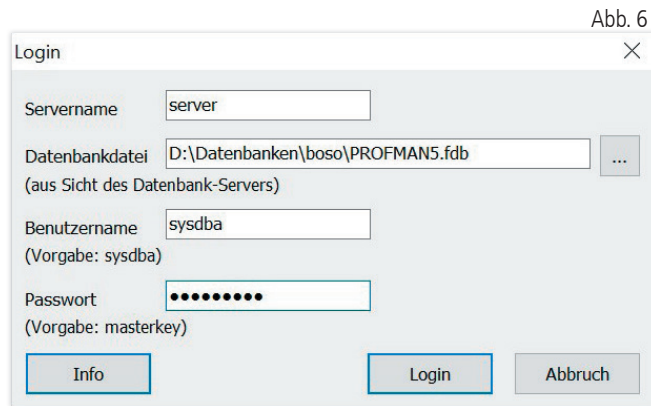 Abb. 6
Login
Servername server
Datenbankdatei D:\Datenbanken\boso\PROFMAN5.fdb ...
(aus Sicht des Datenbank-Servers)
Benutzername sysdba
(Vorgabe: sysdba)
Passwort ●●●●●●●●●
(Vorgabe: masterkey)
Info Login Abbruch